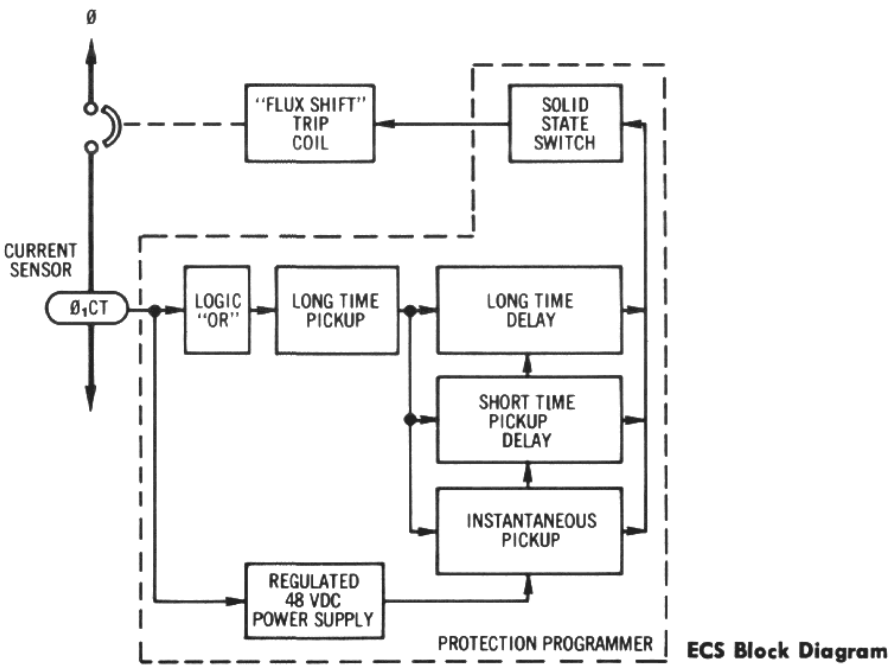 Ø
"FLUX SHIFT"
TRIP
COIL
SOLID
STATE
SWITCH
CURRENT
SENSOR
Ø₁CT
LOGIC
"OR"
LONG TIME
PICKUP
LONG TIME
DELAY
SHORT TIME
PICKUP
DELAY
INSTANTANEOUS
PICKUP
REGULATED
48 VDC
POWER SUPPLY
PROTECTION PROGRAMMER
ECS Block Diagram